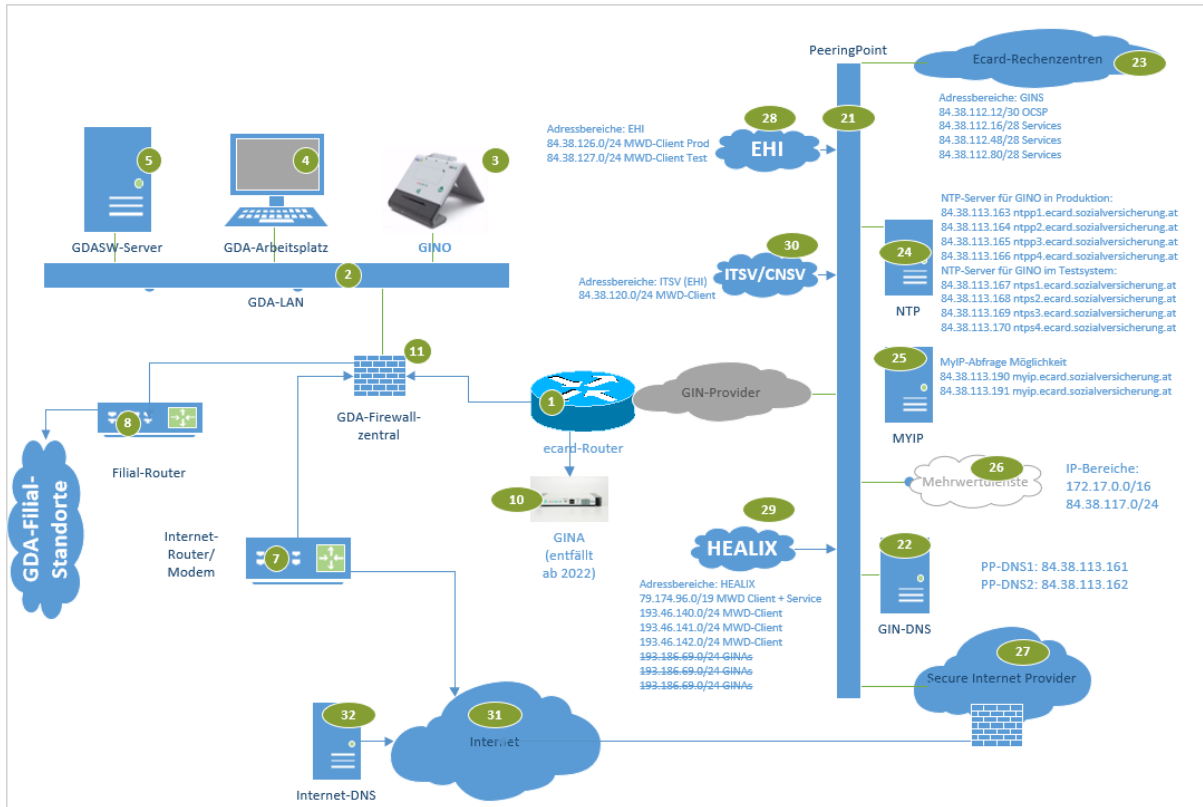 PeeringPoint
Ecard-Rechenzentren
23
Adressbereiche: GINS
84.38.112.12/30 OCSP
84.38.112.16/28 Services
84.38.112.48/28 Services
84.38.112.80/28 Services
21
28
EHI
Adressbereiche: EHI
84.38.126.0/24 MWD-Client Prod
84.38.127.0/24 MWD-Client Test
5
GDASW-Server
4
GDA-Arbeitsplatz
3
GINO
2
GDA-LAN
30
ITSV/CNSV
Adressbereiche: ITSV (EHI)
84.38.120.0/24 MWD-Client
24
NTP
NTP-Server für GINO in Produktion:
84.38.113.163 ntpp1.ecard.sozialversicherung.at
84.38.113.164 ntpp2.ecard.sozialversicherung.at
84.38.113.165 ntpp3.ecard.sozialversicherung.at
84.38.113.166 ntpp4.ecard.sozialversicherung.at
NTP-Server für GINO im Testsystem:
84.38.113.167 ntps1.ecard.sozialversicherung.at
84.38.113.168 ntps2.ecard.sozialversicherung.at
84.38.113.169 ntps3.ecard.sozialversicherung.at
84.38.113.170 ntps4.ecard.sozialversicherung.at
11
GDA-Firewall-
zentral
1
ecard-Router
GIN-Provider
25
MYIP
MyIP-Abfrage Möglichkeit
84.38.113.190 myip.ecard.sozialversicherung.at
84.38.113.191 myip.ecard.sozialversicherung.at
8
Filial-Router
GDA-Filial-
Standorte
10
GINA
(entfällt
ab 2022)
26
Mehrwertdienste
IP-Bereiche:
172.17.0.0/16
84.38.117.0/24
Internet-
Router/
Modem
7
29
HEALIX
Adressbereiche: HEALIX
79.174.96.0/19 MWD Client + Service
193.46.140.0/24 MWD-Client
193.46.141.0/24 MWD-Client
193.46.142.0/24 MWD-Client
193.186.69.0/24 GINAs
193.186.69.0/24 GINAs
193.186.69.0/24 GINAs
22
GIN-DNS
PP-DNS1: 84.38.113.161
PP-DNS2: 84.38.113.162
27
Secure Internet Provider
32
Internet-DNS
31
Internet